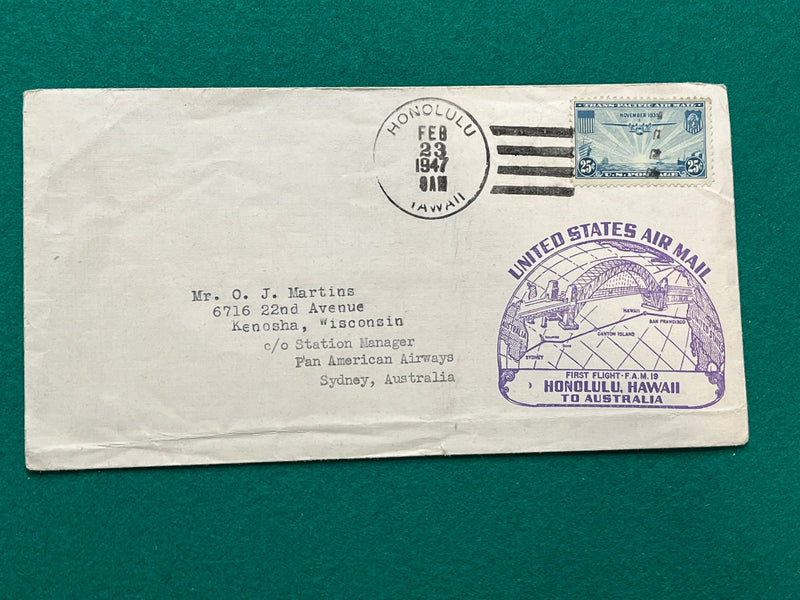 HONOLULU
FEB
23
1947
8AM
HAWAII
TRANS-PACIFIC AIR MAIL
NOVEMBER 1935
25¢ 25¢
U.S. POSTAGE
UNITED STATES AIR MAIL
HAWAII
SAN FRANCISCO
CANTON ISLAND
SYDNEY
FIRST FLIGHT-F.A.M. 19
HONOLULU, HAWAII
TO AUSTRALIA
Mr. O. J. Martins
6716 22nd Avenue
Kenosha, Wisconsin
c/o Station Manager
Pan American Airways
Sydney, Australia